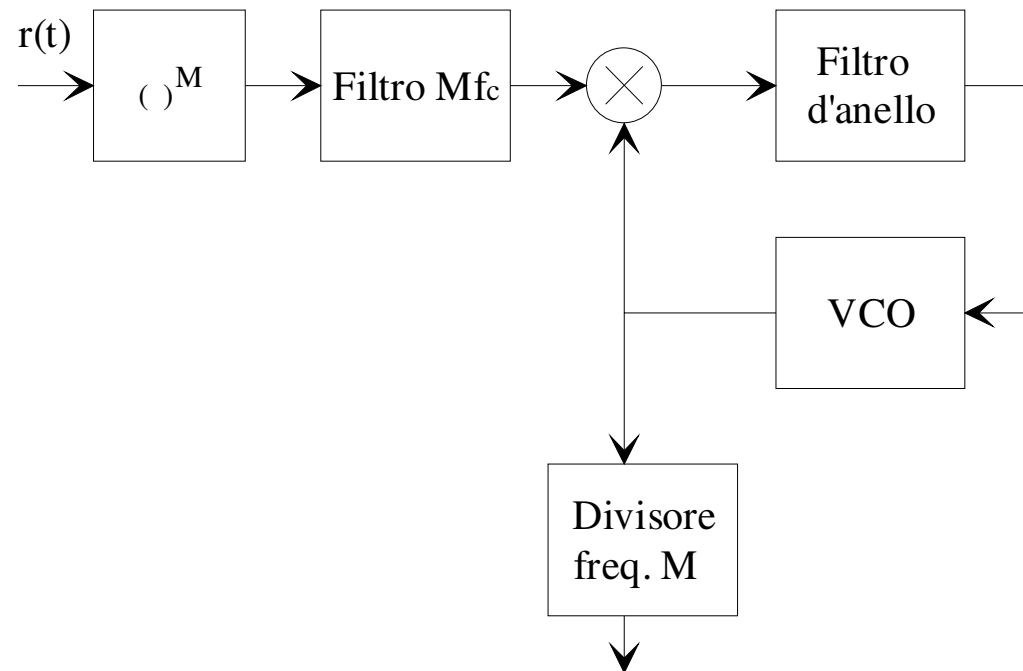 r(t)
( )^M
Filtro Mfc
Filtro
d'anello
VCO
Divisore
freq. M